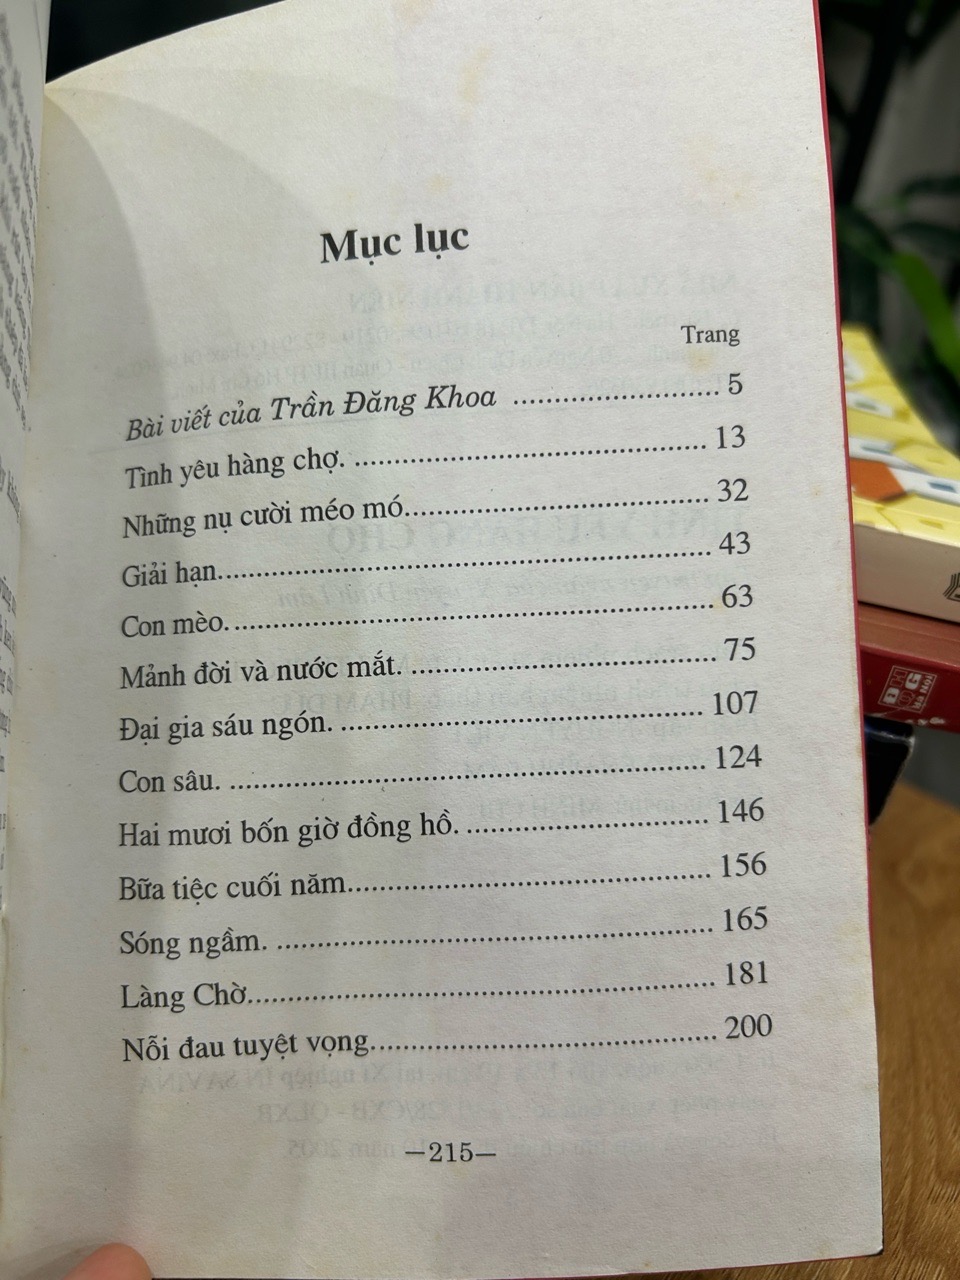 Mục lục
Trang
Bài viết của Trần Đăng Khoa ........................... 5
Tình yêu hàng chợ. ............................................. 13
Những nụ cười méo mó....................................... 32
Giải hạn................................................................ 43
Con mèo............................................................... 63
Mảnh đời và nước mắt. ....................................... 75
Đại gia sáu ngón. ............................................... 107
Con sâu. ............................................................. 124
Hai mươi bốn giờ đồng hồ. ............................... 146
Bữa tiệc cuối năm............................................... 156
Sóng ngầm. ........................................................ 165
Làng Chờ............................................................. 181
Nỗi đau tuyệt vọng.............................................. 200
—215—
ĐH
G
Hà Nội